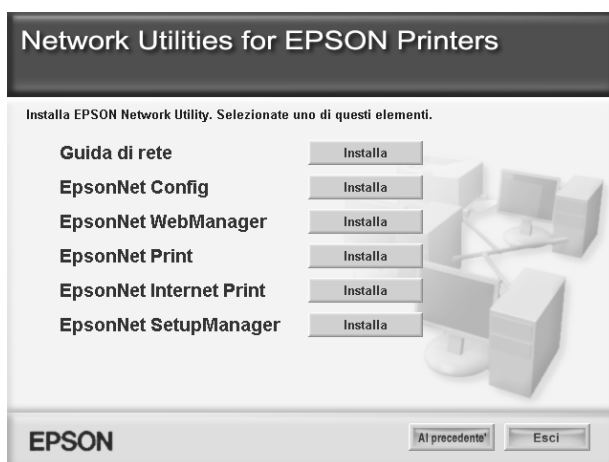 Network Utilities for EPSON Printers
Installa EPSON Network Utility. Selezionate uno di questi elementi.
Guida di rete Installa
EpsonNet Config Installa
EpsonNet WebManager Installa
EpsonNet Print Installa
EpsonNet Internet Print Installa
EpsonNet SetupManager Installa
EPSON Al precedente' Esci